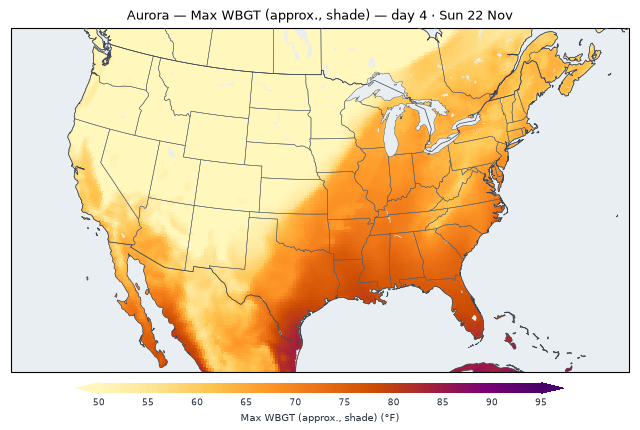 Aurora — Max WBGT (approx., shade) — day 4 · Sun 22 Nov
50 55 60 65 70 75 80 85 90 95
Max WBGT (approx., shade) (°F)